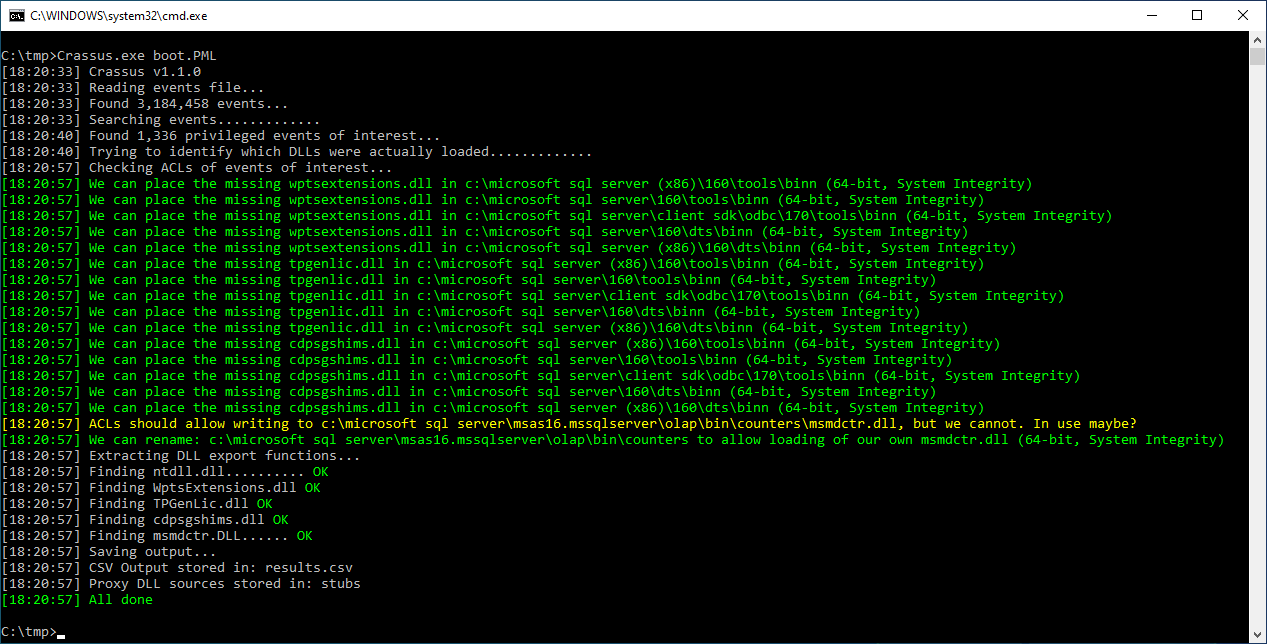 C:\WINDOWS\system32\cmd.exe
C:\tmp>Crassus.exe boot.PML
[18:20:33] Crassus v1.1.0
[18:20:33] Reading events file...
[18:20:33] Found 3,184,458 events...
[18:20:33] Searching events.............
[18:20:40] Found 1,336 privileged events of interest...
[18:20:40] Trying to identify which DLLs were actually loaded.............
[18:20:57] Checking ACLs of events of interest...
[18:20:57] We can place the missing wptsextensions.dll in c:\microsoft sql server (x86)\160\tools\binn (64-bit, System Integrity)
[18:20:57] We can place the missing wptsextensions.dll in c:\microsoft sql server\160\tools\binn (64-bit, System Integrity)
[18:20:57] We can place the missing wptsextensions.dll in c:\microsoft sql server\client sdk\odbc\170\tools\binn (64-bit, System Integrity)
[18:20:57] We can place the missing wptsextensions.dll in c:\microsoft sql server\160\dts\binn (64-bit, System Integrity)
[18:20:57] We can place the missing wptsextensions.dll in c:\microsoft sql server (x86)\160\dts\binn (64-bit, System Integrity)
[18:20:57] We can place the missing tpgenlic.dll in c:\microsoft sql server (x86)\160\tools\binn (64-bit, System Integrity)
[18:20:57] We can place the missing tpgenlic.dll in c:\microsoft sql server\160\tools\binn (64-bit, System Integrity)
[18:20:57] We can place the missing tpgenlic.dll in c:\microsoft sql server\client sdk\odbc\170\tools\binn (64-bit, System Integrity)
[18:20:57] We can place the missing tpgenlic.dll in c:\microsoft sql server\160\dts\binn (64-bit, System Integrity)
[18:20:57] We can place the missing tpgenlic.dll in c:\microsoft sql server (x86)\160\dts\binn (64-bit, System Integrity)
[18:20:57] We can place the missing cdpsgshims.dll in c:\microsoft sql server (x86)\160\tools\binn (64-bit, System Integrity)
[18:20:57] We can place the missing cdpsgshims.dll in c:\microsoft sql server\160\tools\binn (64-bit, System Integrity)
[18:20:57] We can place the missing cdpsgshims.dll in c:\microsoft sql server\client sdk\odbc\170\tools\binn (64-bit, System Integrity)
[18:20:57] We can place the missing cdpsgshims.dll in c:\microsoft sql server\160\dts\binn (64-bit, System Integrity)
[18:20:57] We can place the missing cdpsgshims.dll in c:\microsoft sql server (x86)\160\dts\binn (64-bit, System Integrity)
[18:20:57] ACLs should allow writing to c:\microsoft sql server\msas16.mssqlserver\olap\bin\counters\msmdctr.dll, but we cannot. In use maybe?
[18:20:57] We can rename: c:\microsoft sql server\msas16.mssqlserver\olap\bin\counters to allow loading of our own msmdctr.dll (64-bit, System Integrity)
[18:20:57] Extracting DLL export functions...
[18:20:57] Finding ntdll.dll.......... OK
[18:20:57] Finding WptsExtensions.dll OK
[18:20:57] Finding TPGenLic.dll OK
[18:20:57] Finding cdpsgshims.dll OK
[18:20:57] Finding msmdctr.DLL...... OK
[18:20:57] Saving output...
[18:20:57] CSV Output stored in: results.csv
[18:20:57] Proxy DLL sources stored in: stubs
[18:20:57] All done
C:\tmp>